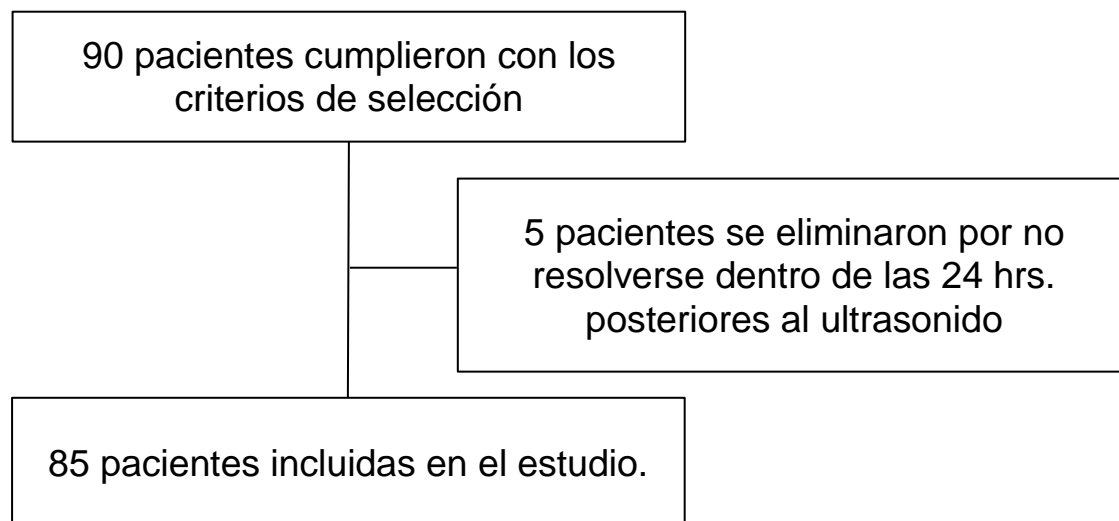 90 pacientes cumplieron con los
criterios de selección
5 pacientes se eliminaron por no
resolverse dentro de las 24 hrs.
posteriores al ultrasonido
85 pacientes incluidas en el estudio.